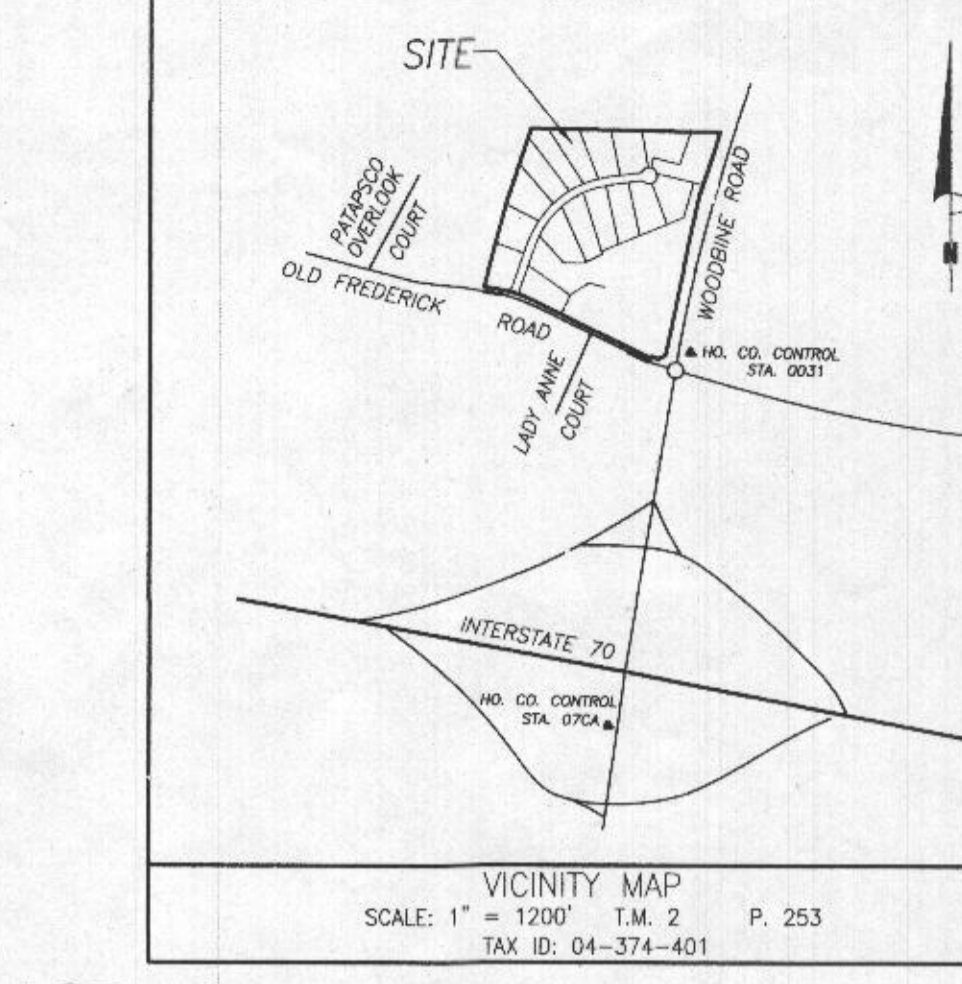 SITE
PATAPSCO
OVERLOOK
COURT
OLD FREDERICK
ROAD
WOODBINE ROAD
HO. CO. CONTROL
STA. 0031
LADY ANNE
COURT
INTERSTATE 70
HO. CO. CONTROL
STA. 07CA
N
VICINITY MAP
SCALE: 1" = 1200' T.M. 2 P. 253
TAX ID: 04-374-401